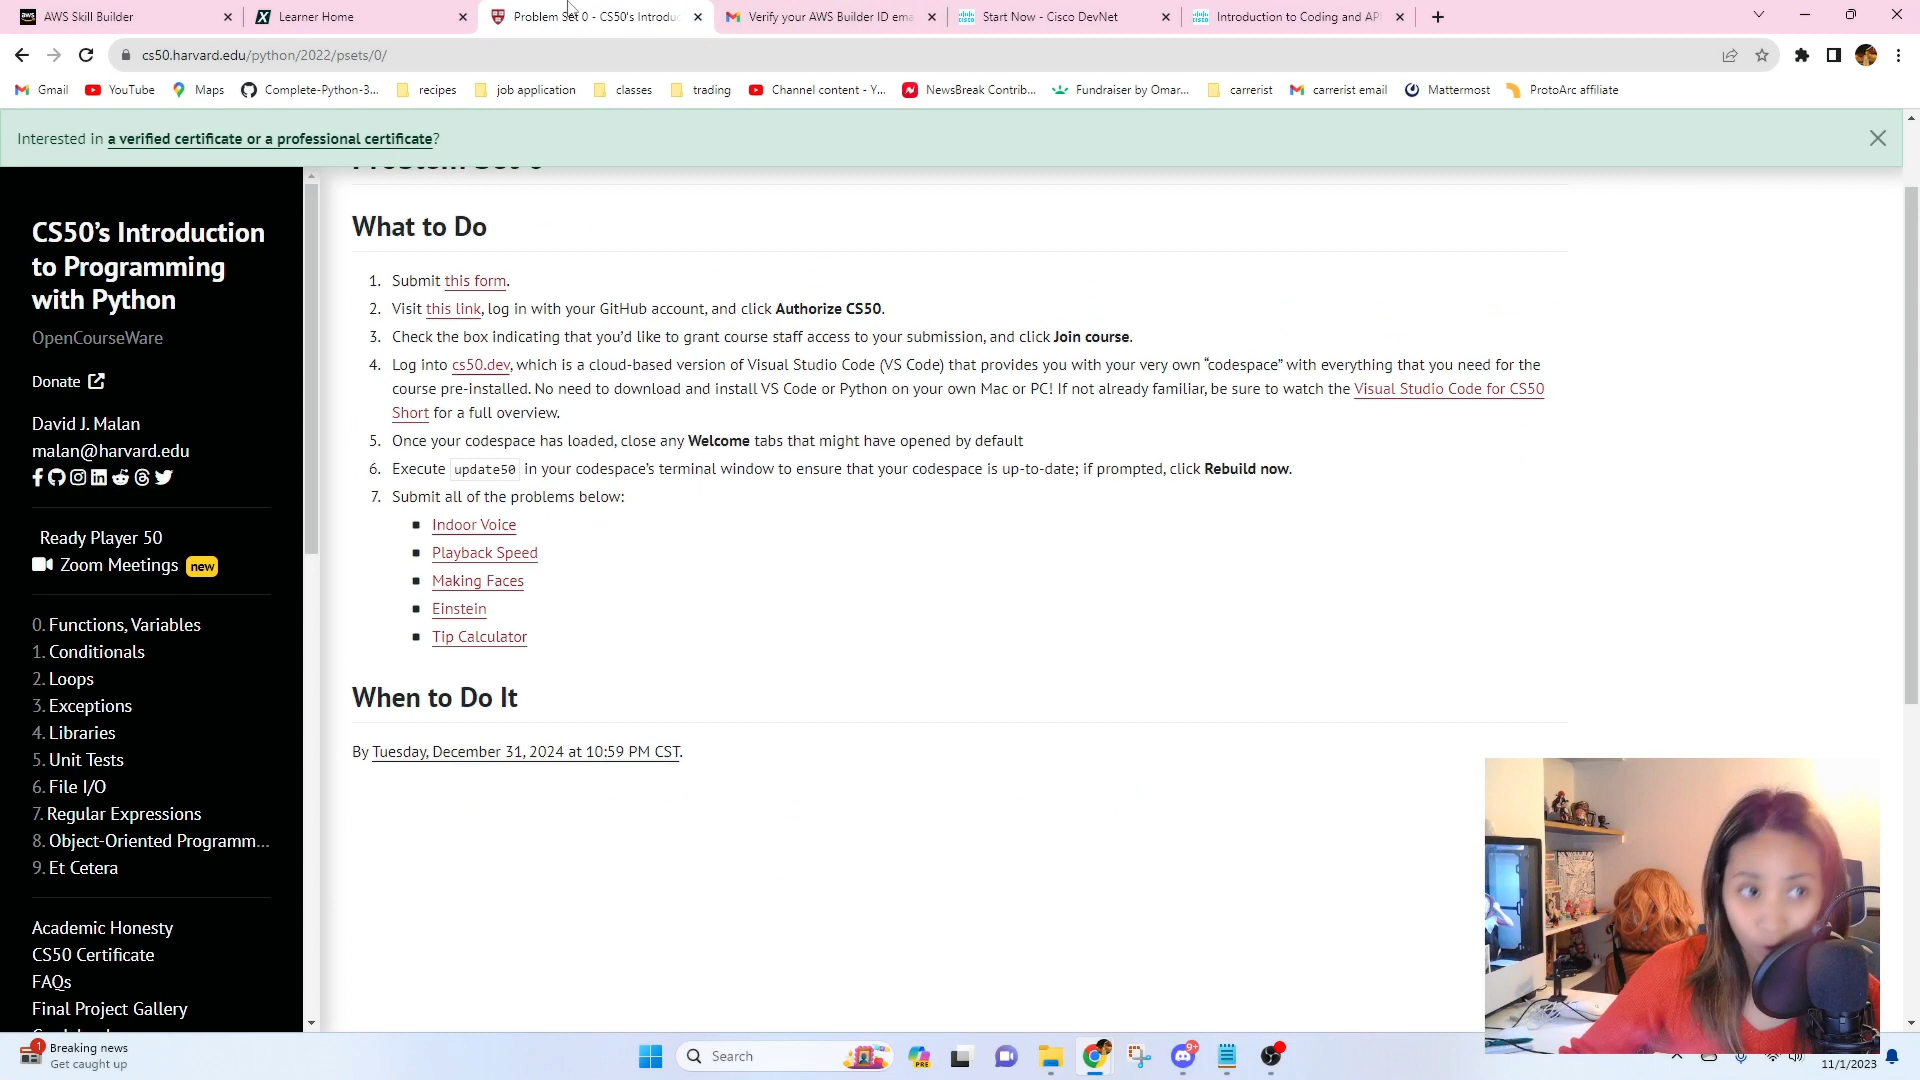 AWS Skill Builder
Learner Home
Problem Set 0 - CS50's Introduc
Verify your AWS Builder ID ema
Start Now - Cisco DevNet
Introduction to Coding and AP
cs50.harvard.edu/python/2022/psets/0/
Gmail YouTube Maps Complete-Python-3... recipes job application classes trading Channel content - Y... NewsBreak Contrib... Fundraiser by Omar... carrerist carrerist email Mattermost ProtoArc affiliate
Interested in a verified certificate or a professional certificate?
CS50's Introduction
to Programming
with Python
OpenCourseWare
Donate
David J. Malan
malan@harvard.edu
Ready Player 50
Zoom Meetings new
0. Functions, Variables
1. Conditionals
2. Loops
3. Exceptions
4. Libraries
5. Unit Tests
6. File I/O
7. Regular Expressions
8. Object-Oriented Programm...
9. Et Cetera
Academic Honesty
CS50 Certificate
FAQs
Final Project Gallery
What to Do
1. Submit this form.
2. Visit this link, log in with your GitHub account, and click Authorize CS50.
3. Check the box indicating that you'd like to grant course staff access to your submission, and click Join course.
4. Log into cs50.dev, which is a cloud-based version of Visual Studio Code (VS Code) that provides you with your very own “codespace” with everything that you need for the
course pre-installed. No need to download and install VS Code or Python on your own Mac or PC! If not already familiar, be sure to watch the Visual Studio Code for CS50
Short for a full overview.
5. Once your codespace has loaded, close any Welcome tabs that might have opened by default
6. Execute update50 in your codespace's terminal window to ensure that your codespace is up-to-date; if prompted, click Rebuild now.
7. Submit all of the problems below:
Indoor Voice
Playback Speed
Making Faces
Einstein
Tip Calculator
When to Do It
By Tuesday, December 31, 2024 at 10:59 PM CST.
1
Breaking news
Get caught up
Search
PRE
9+
11/1/2023